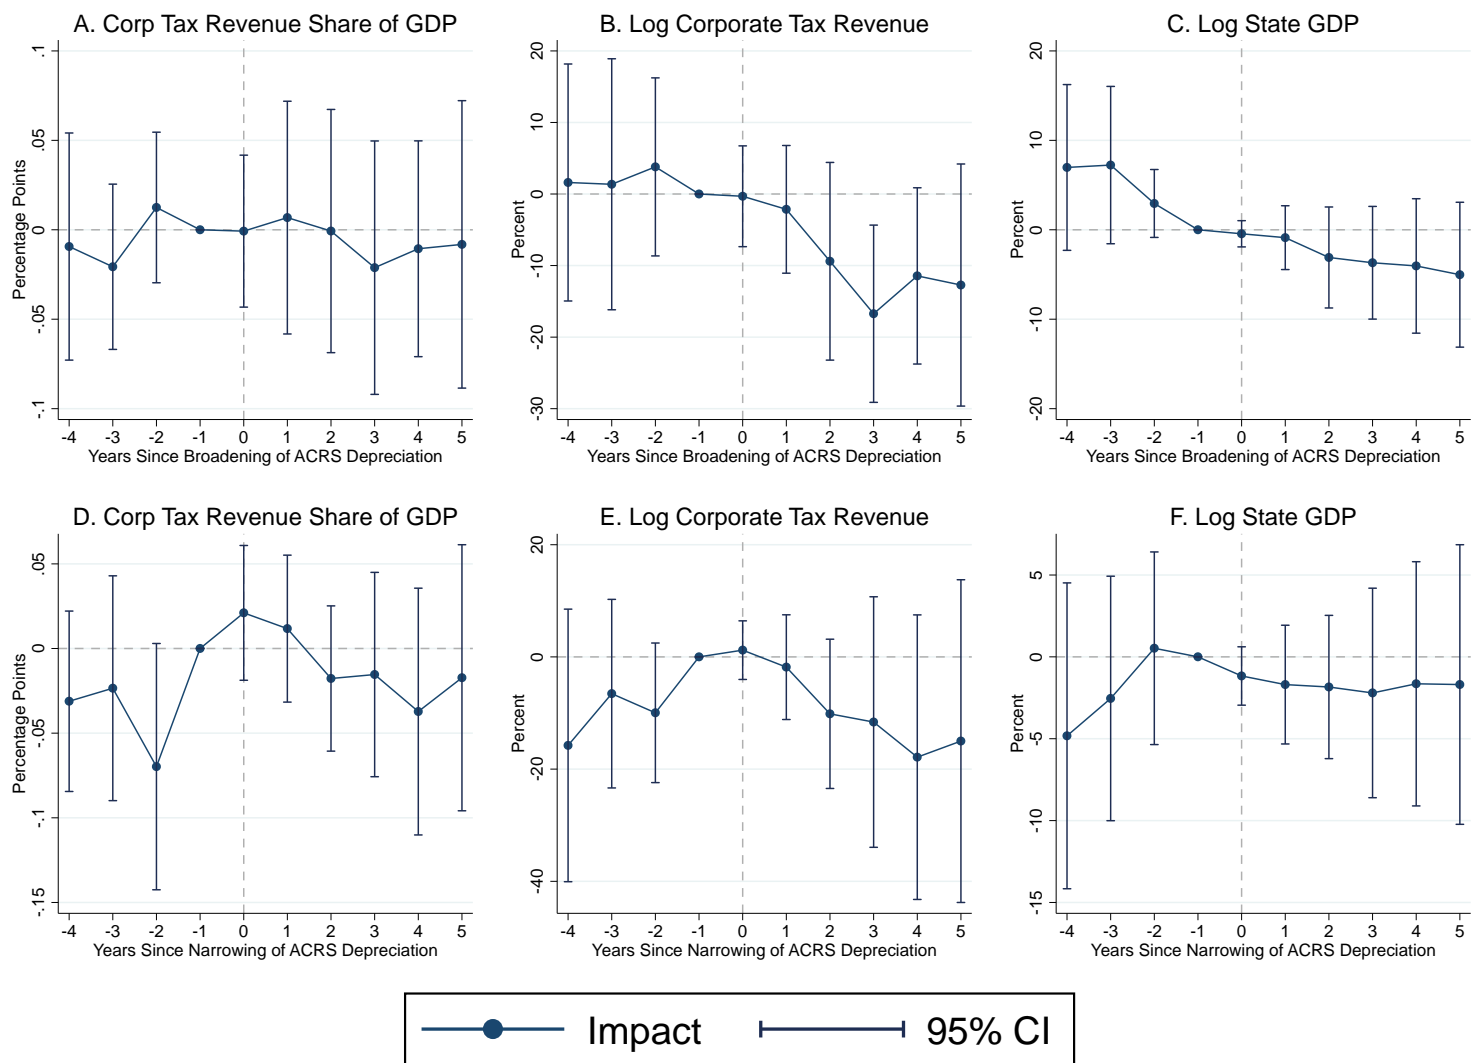 A. Corp Tax Revenue Share of GDP
Percentage Points
.1
.05
0
-.05
-.1
-4 -3 -2 -1 0 1 2 3 4 5
Years Since Broadening of ACRS Depreciation
B. Log Corporate Tax Revenue
Percent
20
10
0
-10
-20
-30
-4 -3 -2 -1 0 1 2 3 4 5
Years Since Broadening of ACRS Depreciation
C. Log State GDP
Percent
20
10
0
-10
-20
-4 -3 -2 -1 0 1 2 3 4 5
Years Since Broadening of ACRS Depreciation
D. Corp Tax Revenue Share of GDP
Percentage Points
.05
0
-.05
-.1
-.15
-4 -3 -2 -1 0 1 2 3 4 5
Years Since Narrowing of ACRS Depreciation
E. Log Corporate Tax Revenue
Percent
20
0
-20
-40
-4 -3 -2 -1 0 1 2 3 4 5
Years Since Narrowing of ACRS Depreciation
F. Log State GDP
Percent
5
0
-5
-10
-15
-4 -3 -2 -1 0 1 2 3 4 5
Years Since Narrowing of ACRS Depreciation
Impact 95% CI